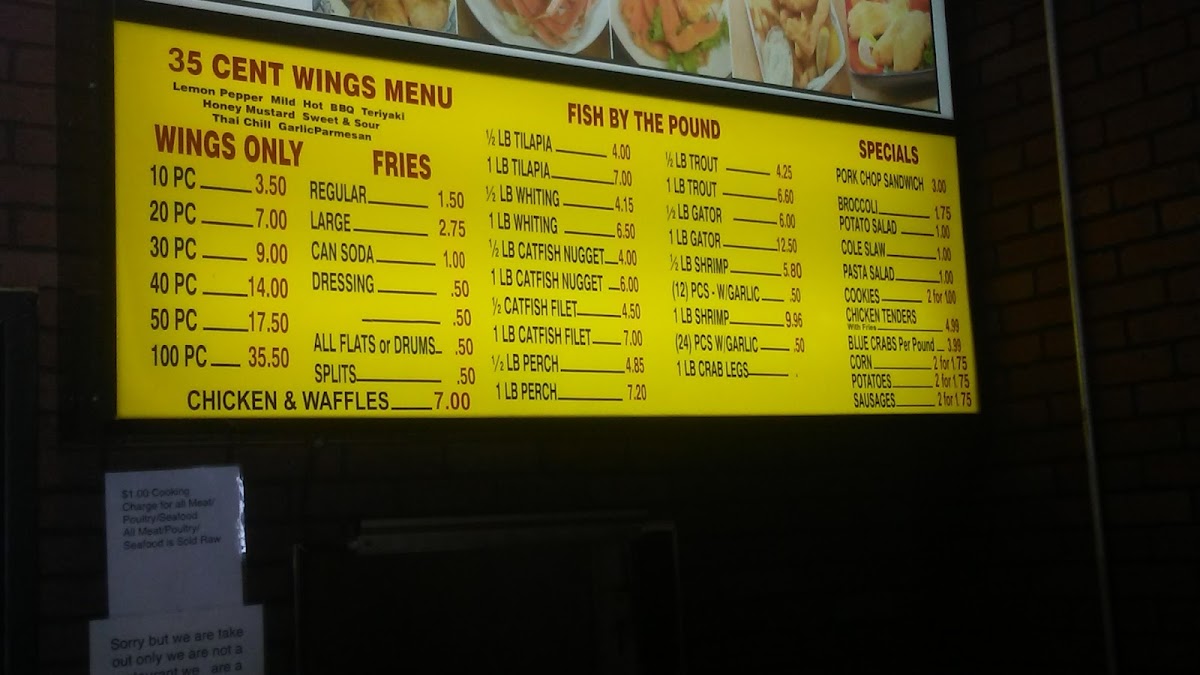 35 CENT WINGS MENU
Lemon Pepper Mild Hot BBQ Teriyaki
Honey Mustard Sweet & Sour
Thai Chill GarlicParmesan
WINGS ONLY
10 PC 3.50
20 PC 7.00
30 PC 9.00
40 PC 14.00
50 PC 17.50
100 PC 35.50
FRIES
REGULAR 1.50
LARGE 2.75
CAN SODA 1.00
DRESSING .50
.50
ALL FLATS or DRUMS .50
SPLITS .50
CHICKEN & WAFFLES 7.00
FISH BY THE POUND
½ LB TILAPIA 4.00
1 LB TILAPIA 7.00
½ LB WHITING 4.15
1 LB WHITING 6.50
½ LB CATFISH NUGGET 4.00
1 LB CATFISH NUGGET 6.00
½ CATFISH FILET 4.50
1 LB CATFISH FILET 7.00
½ LB PERCH 4.85
1 LB PERCH 7.20
½ LB TROUT 4.25
1 LB TROUT 6.60
½ LB GATOR 6.00
1 LB GATOR 12.50
½ LB SHRIMP 5.80
(12) PCS - W/GARLIC .50
1 LB SHRIMP 9.96
(24) PCS W/GARLIC .50
1 LB CRAB LEGS .
SPECIALS
PORK CHOP SANDWICH 3.00
BROCCOLI 1.75
POTATO SALAD 1.00
COLE SLAW 1.00
PASTA SALAD 1.00
COOKIES 2 for 1.00
CHICKEN TENDERS
With Fries 4.99
BLUE CRABS Per Pound 3.99
CORN 2 for 1.75
POTATOES 2 for 1.75
SAUSAGES 2 for 1.75
$1.00 Cooking
Charge for all Meat/
Poultry/Seafood
All Meat/Poultry/
Seafood is Sold Raw
Sorry but we are take
out only we are not a
we are a